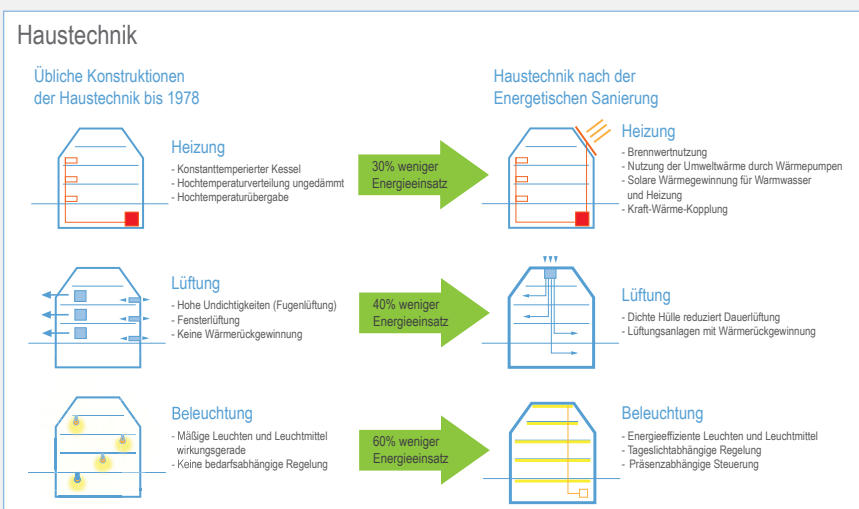 Haustechnik
Übliche Konstruktionen
der Haustechnik bis 1978
Haustechnik nach der
Energetischen Sanierung
Heizung
- Konstanttemperierter Kessel
- Hochtemperaturverteilung ungedämmt
- Hochtemperaturübergabe
30% weniger
Energieeinsatz
Heizung
- Brennwertnutzung
- Nutzung der Umweltwärme durch Wärmepumpen
- Solare Wärmegewinnung für Warmwasser
und Heizung
- Kraft-Wärme-Kopplung
Lüftung
- Hohe Undichtigkeiten (Fugenlüftung)
- Fensterlüftung
- Keine Wärmerückgewinnung
40% weniger
Energieeinsatz
Lüftung
- Dichte Hülle reduziert Dauerlüftung
- Lüftungsanlagen mit Wärmerückgewinnung
Beleuchtung
- Mäßige Leuchten und Leuchtmittel
wirkungsgerade
- Keine bedarfsabhängige Regelung
60% weniger
Energieeinsatz
Beleuchtung
- Energieeffiziente Leuchten und Leuchtmittel
- Tageslichtabhängige Regelung
- Präsenzabhängige Steuerung